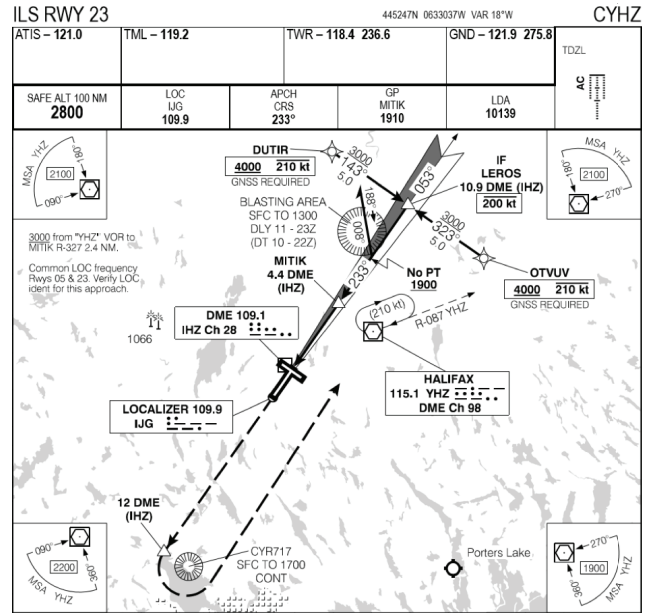 ILS RWY 23
445247N 0633037W VAR 18°W
CYHZ
ATIS – 121.0
TML – 119.2
TWR – 118.4 236.6
GND – 121.9 275.8
TDZL
AC
SAFE ALT 100 NM
2800
LOC
IJG
109.9
APCH
CRS
233°
GP
MITIK
1910
LDA
10139
MSA YHZ
180°
2100
090°
DUTIR
4000 210 kt
GNSS REQUIRED
3000
143°
5.0
053°
IF
LEROS
10.9 DME (IHZ)
200 kt
MSA YHZ
180°
2100
270°
BLASTING AREA
SFC TO 1300
DLY 11 - 23Z
(DT 10 - 22Z)
188°
008°
3000
323°
5.0
3000 from "YHZ" VOR to
MITIK R-327 2.4 NM.
Common LOC frequency
Rwys 05 & 23. Verify LOC
ident for this approach.
MITIK
4.4 DME
(IHZ)
233°
No PT
1900
OTVUV
4000 210 kt
GNSS REQUIRED
1066
DME 109.1
IHZ Ch 28
(210 kt)
R-087 YHZ
LOCALIZER 109.9
IJG
HALIFAX
115.1 YHZ
DME Ch 98
12 DME
(IHZ)
CYR717
SFC TO 1700
CONT
Porters Lake
090°
2200
360°
MSA YHZ
270°
1900
360°
MSA YHZ